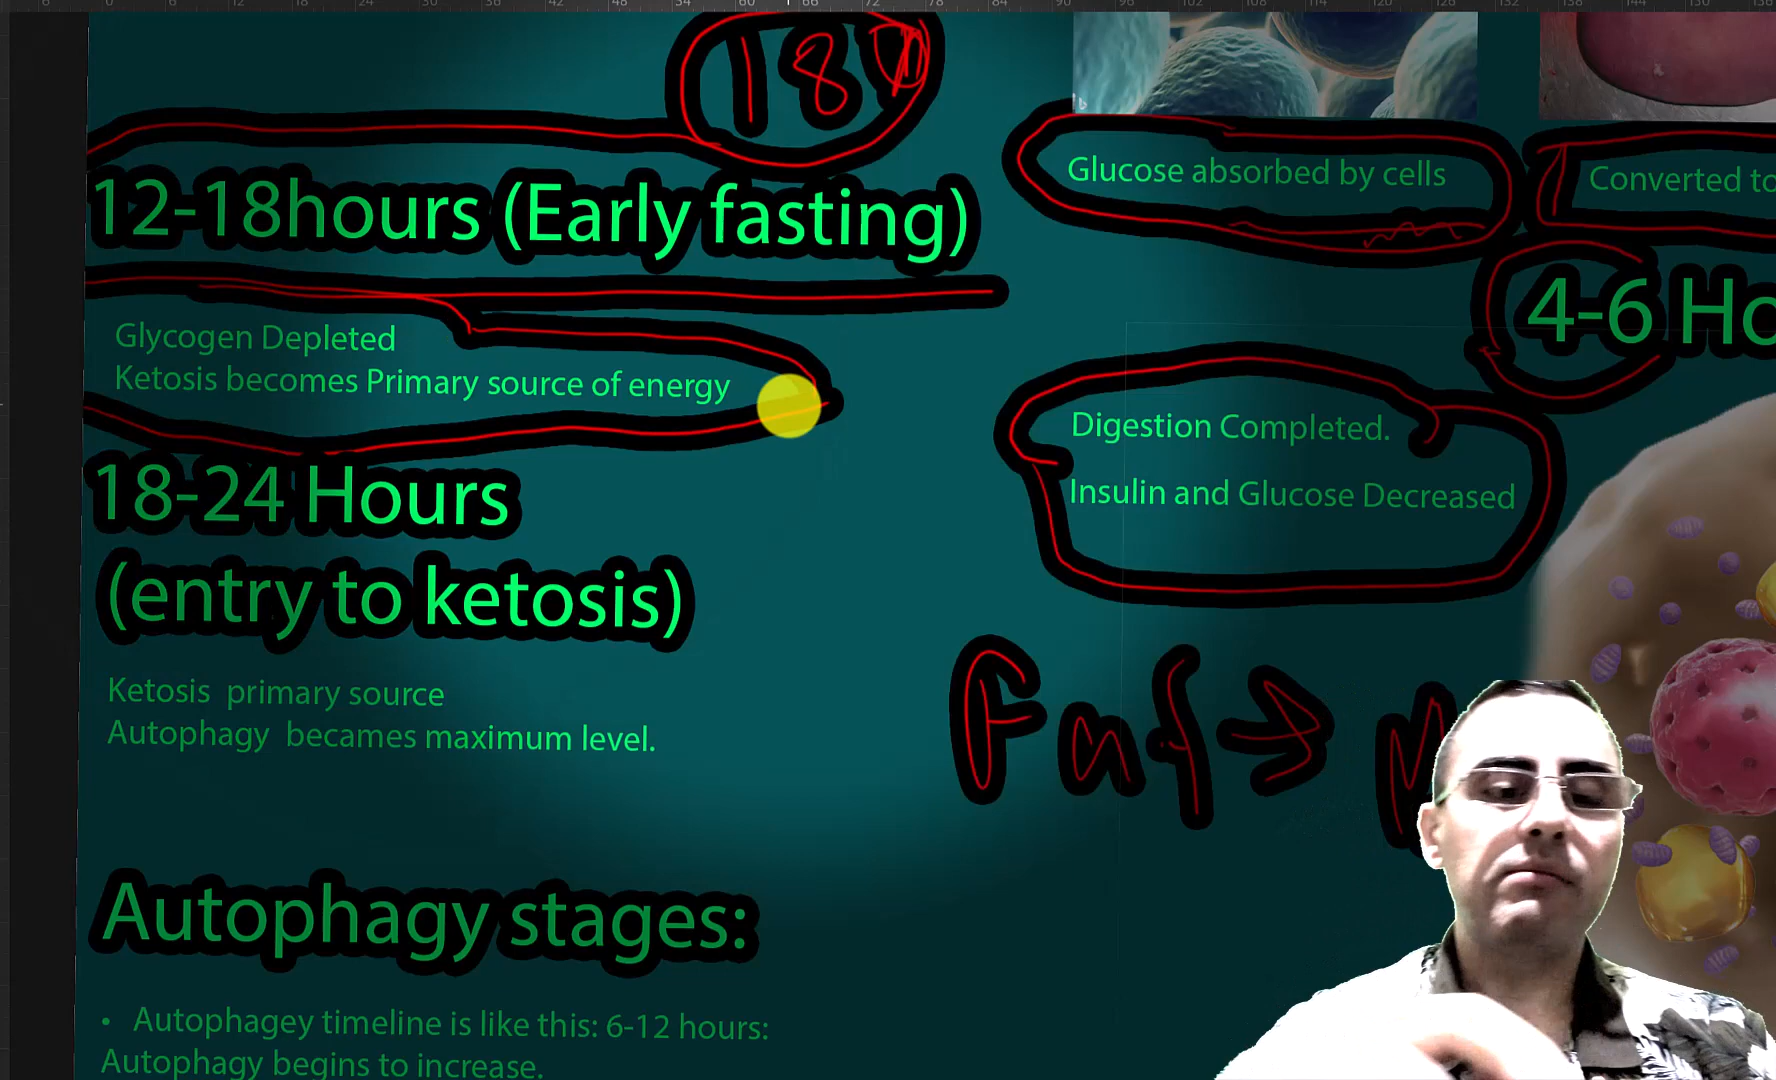 18
12-18hours (Early fasting)
Glycogen Depleted
Ketosis becomes Primary source of energy
18-24 Hours
(entry to ketosis)
Ketosis primary source
Autophagy becames maximum level.
Autophagy stages:
• Autophagey timeline is like this: 6-12 hours:
Autophagy begins to increase.
Glucose absorbed by cells
Converted to
4-6 Ho
Digestion Completed.
Insulin and Glucose Decreased